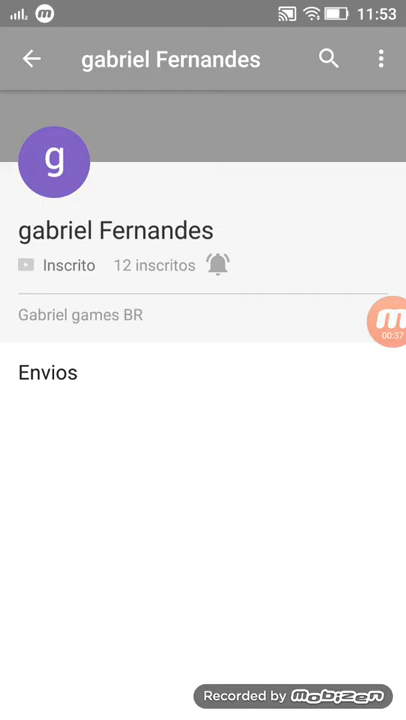 11:53
gabriel Fernandes
g
gabriel Fernandes
Inscrito 12 inscritos
Gabriel games BR
00:37
Envios
Recorded by mobizen